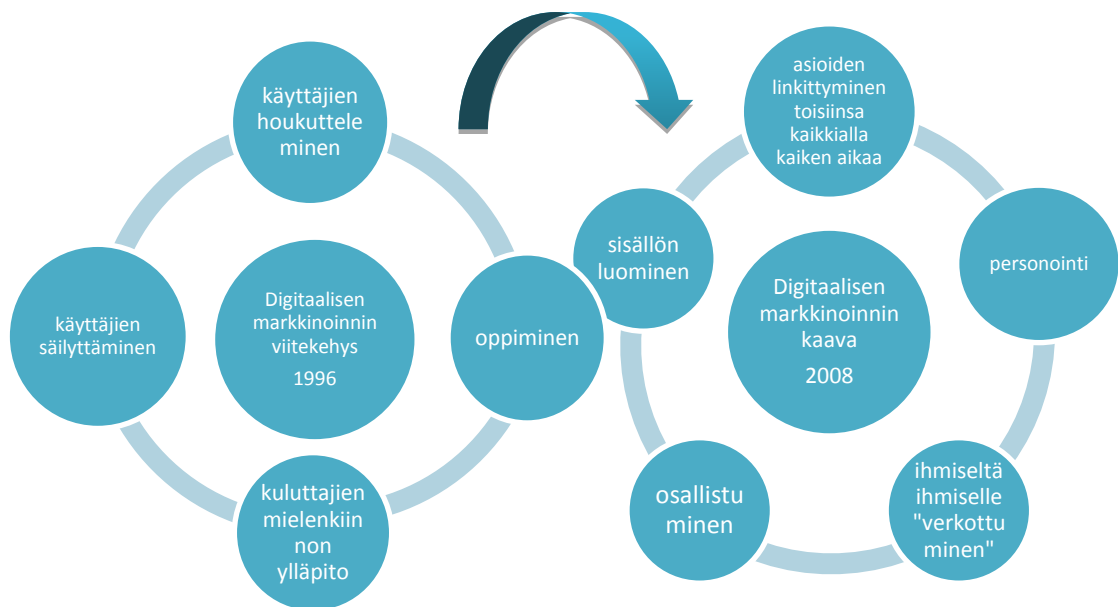 käyttäjien
houkuttele
minen
käyttäjien
säilyttäminen
Digitaalisen
markkinoinnin
viitekehys
1996
oppiminen
kuluttajien
mielenkiin
non
ylläpito
asioiden
linkittyminen
toisiinsa
kaikkialla
kaiken aikaa
sisällön
luominen
Digitaalisen
markkinoinnin
kaava
2008
personointi
osallistu
minen
ihmiseltä
ihmiselle
"verkottu
minen"